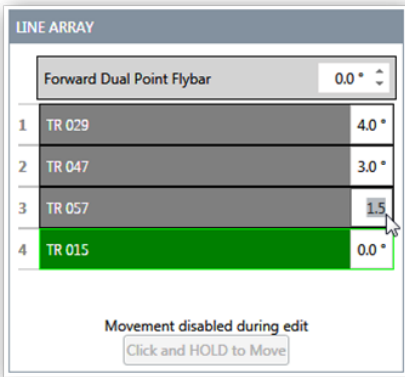 LINE ARRAY
Forward Dual Point Flybar 0.0 °
1 TR 029 4.0 °
2 TR 047 3.0 °
3 TR 057 1.5
4 TR 015 0.0 °
Movement disabled during edit
Click and HOLD to Move